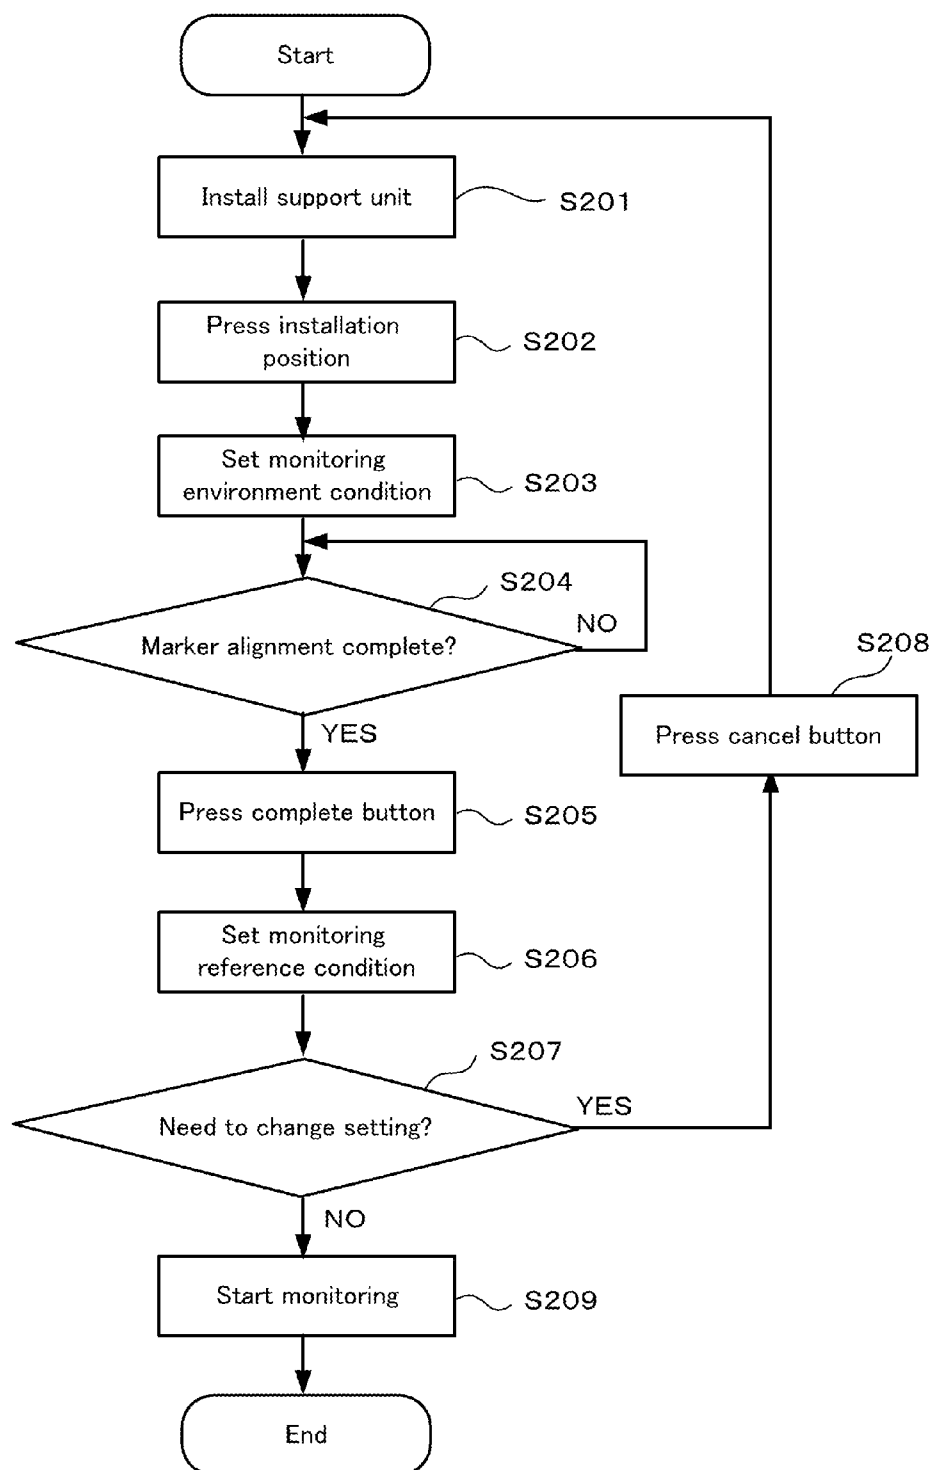 Start
Install support unit
S201
Press installation
position
S202
Set monitoring
environment condition
S203
S204
Marker alignment complete?
NO
YES
S208
Press cancel button
Press complete button
S205
Set monitoring
reference condition
S206
S207
Need to change setting?
YES
NO
Start monitoring
S209
End